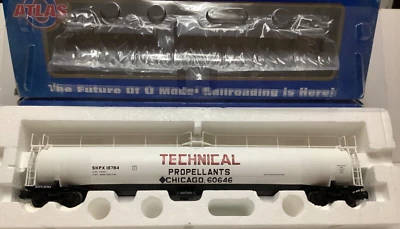 ATLAS
The Future Of O Model Railroading is Here!
SHPX 18784
TECHNICAL
PROPELLANTS
CHICAGO, 60646